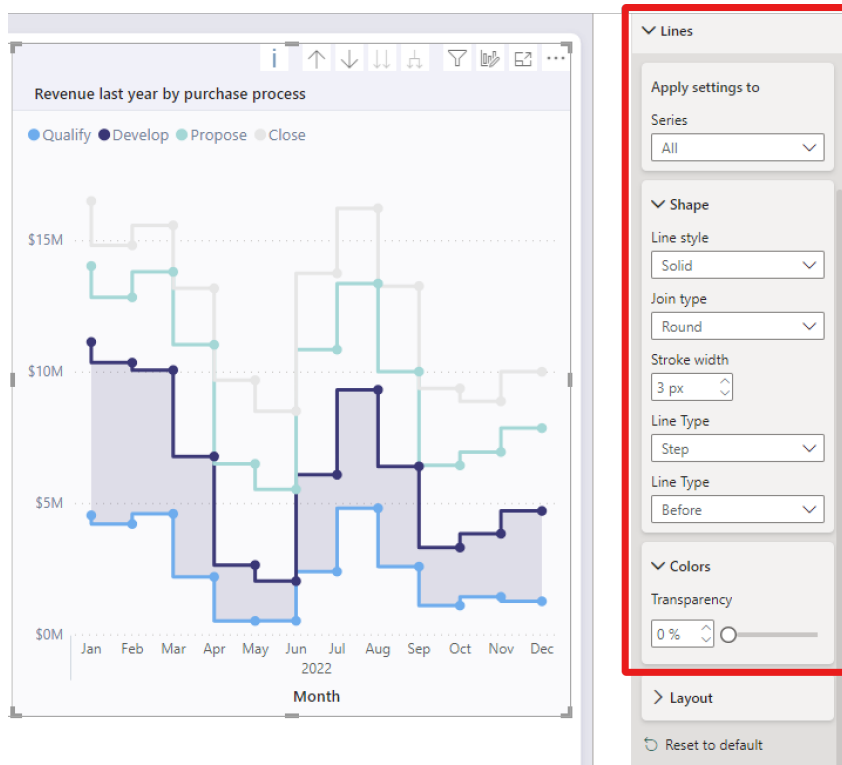 i
Revenue last year by purchase process
Qualify Develop Propose Close
$15M
$10M
$5M
$0M
Jan Feb Mar Apr May Jun Jul Aug Sep Oct Nov Dec
2022
Month
Lines
Apply settings to
Series
All
Shape
Line style
Solid
Join type
Round
Stroke width
3 px
Line Type
Step
Line Type
Before
Colors
Transparency
0 %
Layout
Reset to default